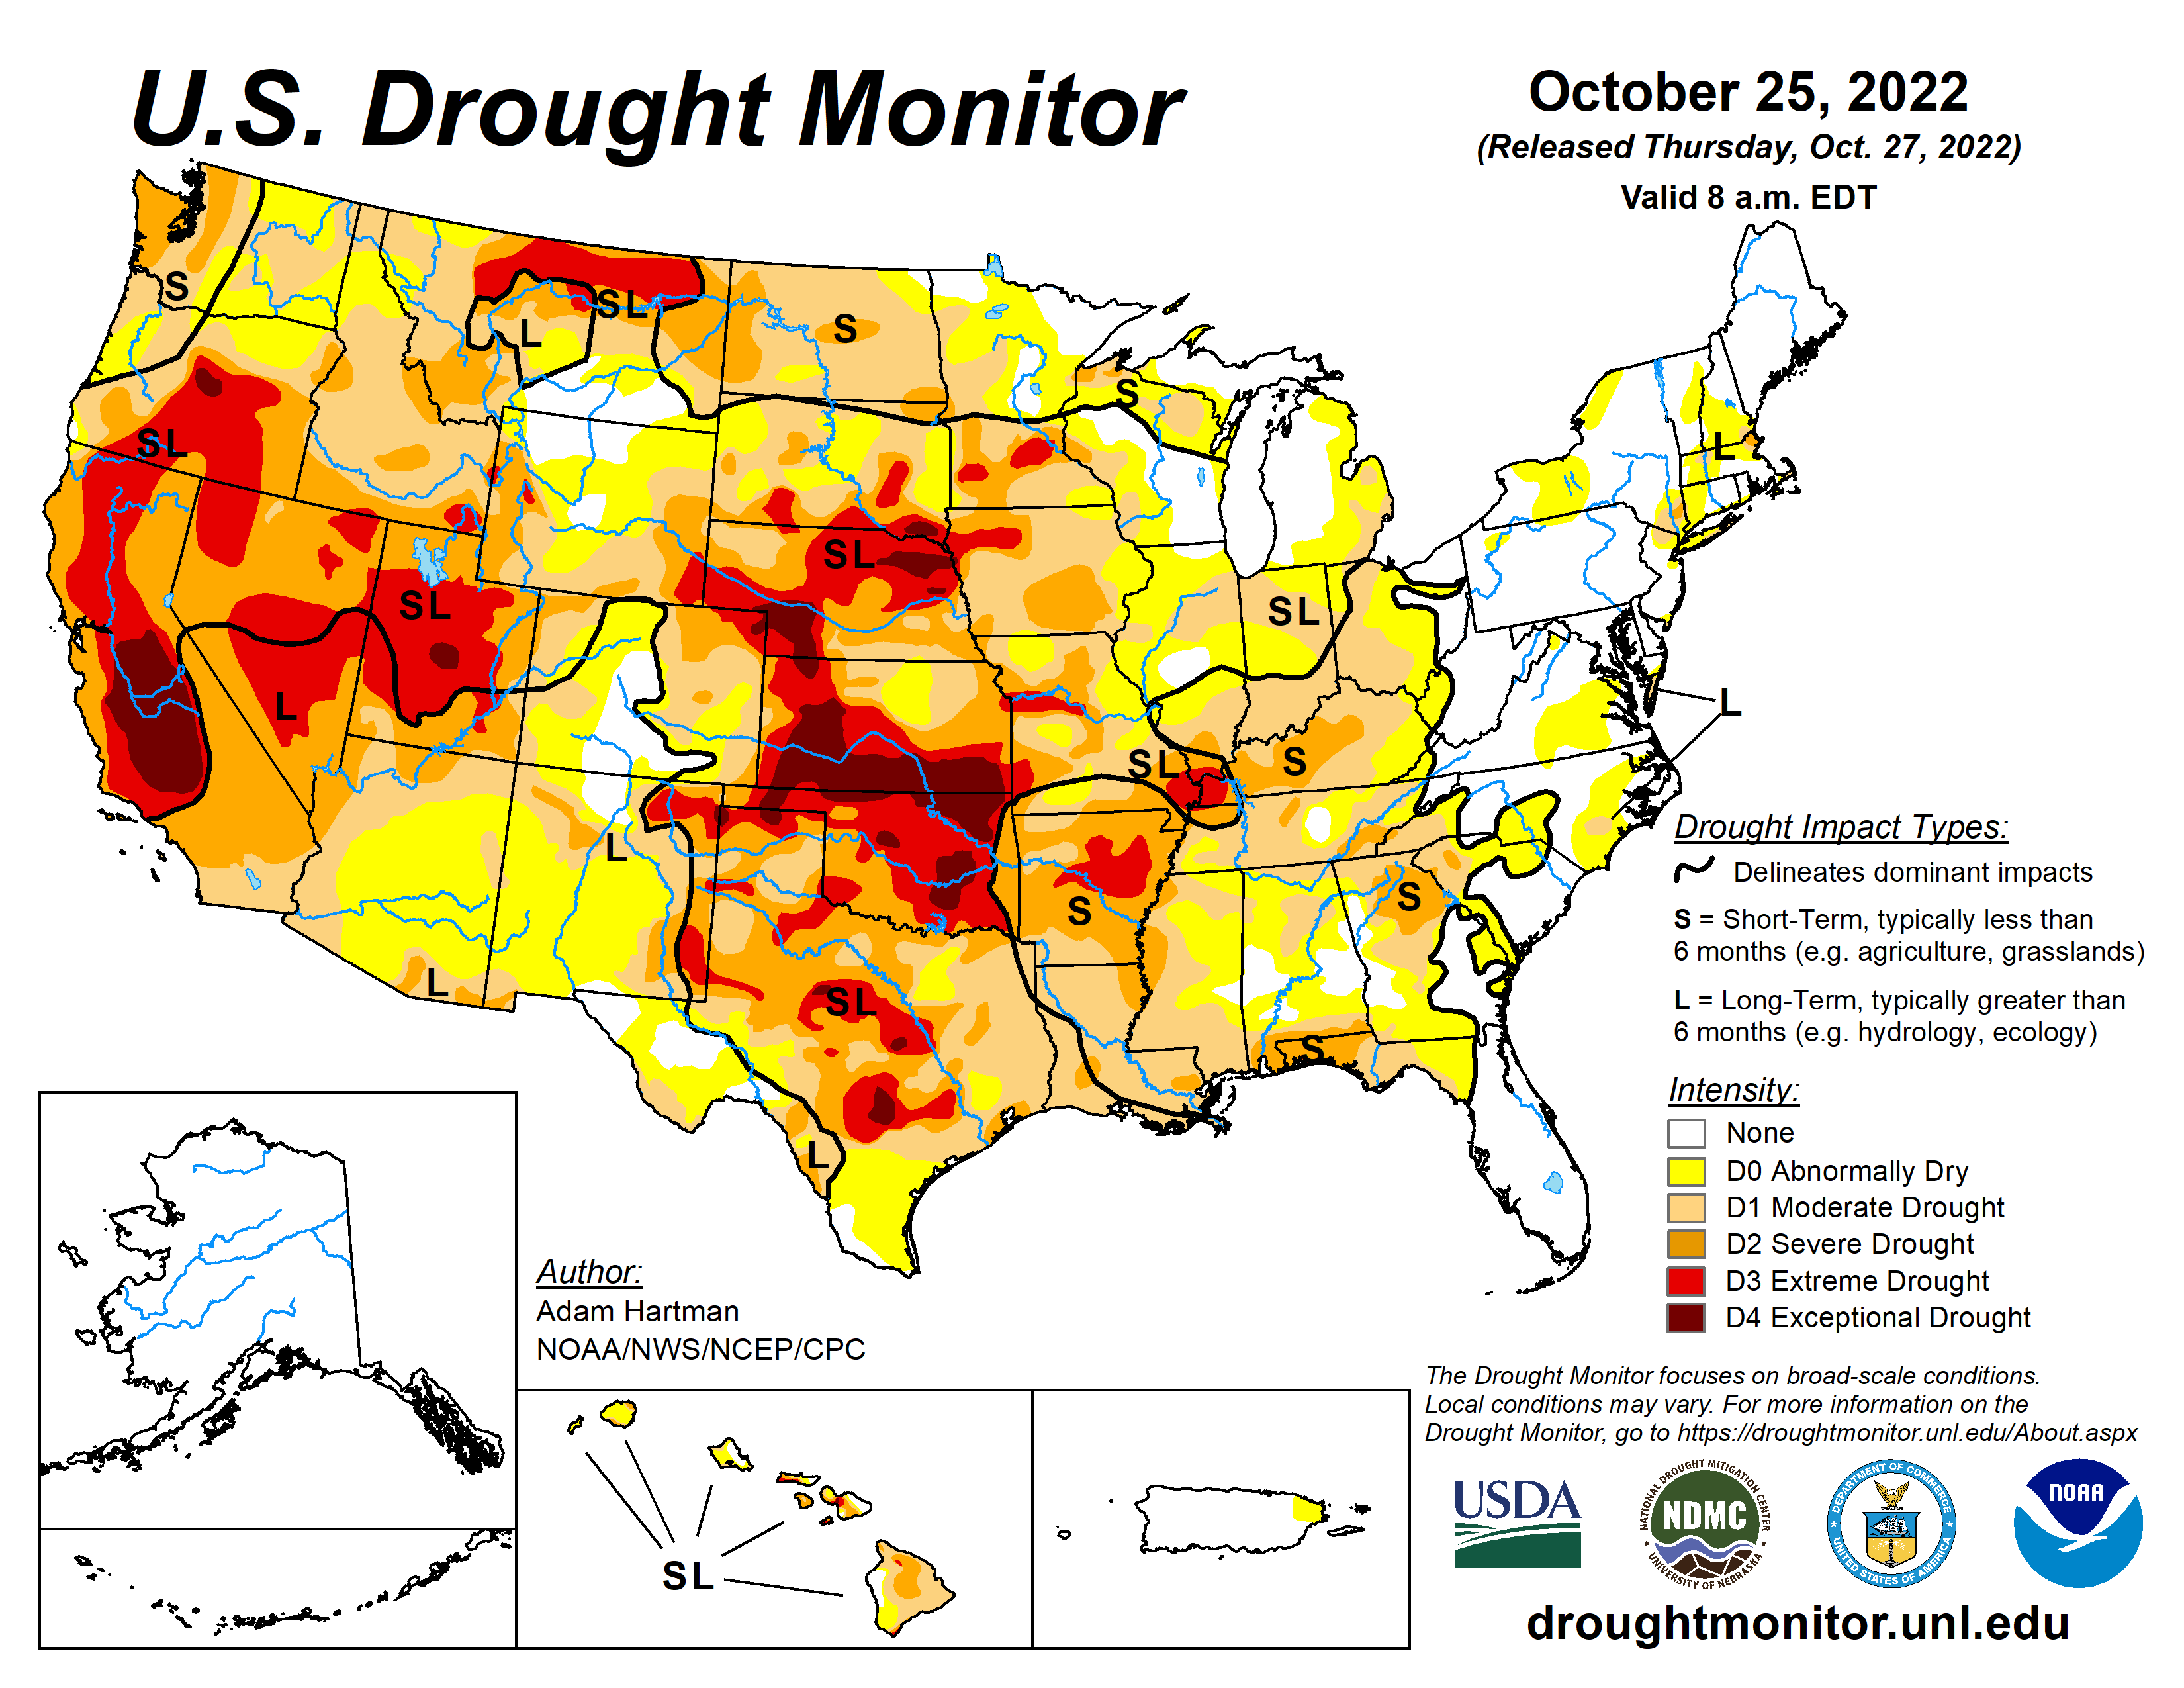 U.S. Drought Monitor
October 25, 2022
(Released Thursday, Oct. 27, 2022)
Valid 8 a.m. EDT
S
SL
L
S
S
SL
L
SL
SL
SL
L
L
SL
S
L
SL
S
L
S
L
SL
S
L
Drought Impact Types:
Delineates dominant impacts
S = Short-Term, typically less than
6 months (e.g. agriculture, grasslands)
L = Long-Term, typically greater than
6 months (e.g. hydrology, ecology)
Intensity:
None
D0 Abnormally Dry
D1 Moderate Drought
D2 Severe Drought
D3 Extreme Drought
D4 Exceptional Drought
Author:
Adam Hartman
NOAA/NWS/NCEP/CPC
SL
The Drought Monitor focuses on broad-scale conditions.
Local conditions may vary. For more information on the
Drought Monitor, go to https://droughtmonitor.unl.edu/About.aspx
USDA
NATIONAL DROUGHT MITIGATION CENTER
NDMC
UNIVERSITY OF NEBRASKA
DEPARTMENT OF COMMERCE
UNITED STATES OF AMERICA
NOAA
droughtmonitor.unl.edu